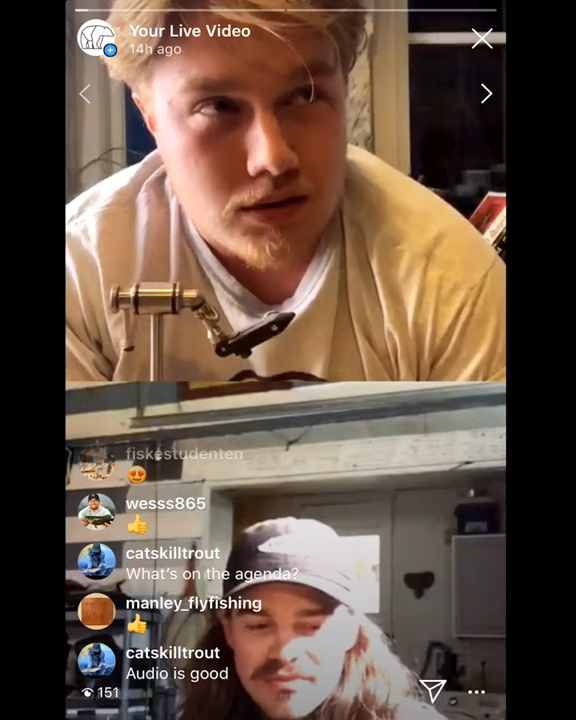 Your Live Video
14h ago
fiskestudenten
😍
wesss865
👍
catskilltrout
What's on the agenda?
manley_flyfishing
👍
catskilltrout
Audio is good
151